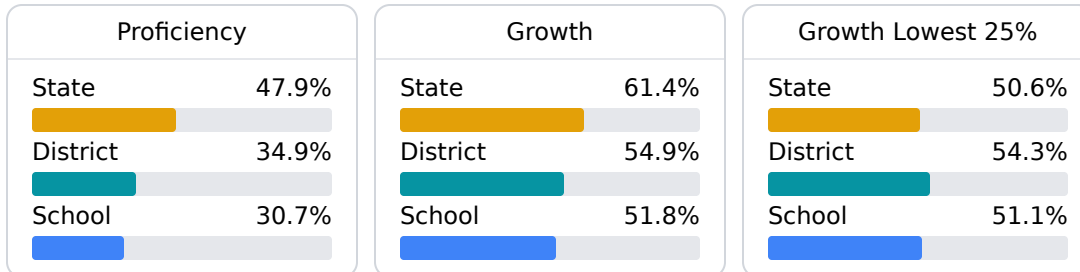 Proficiency
State 47.9%
District 34.9%
School 30.7%
Growth
State 61.4%
District 54.9%
School 51.8%
Growth Lowest 25%
State 50.6%
District 54.3%
School 51.1%